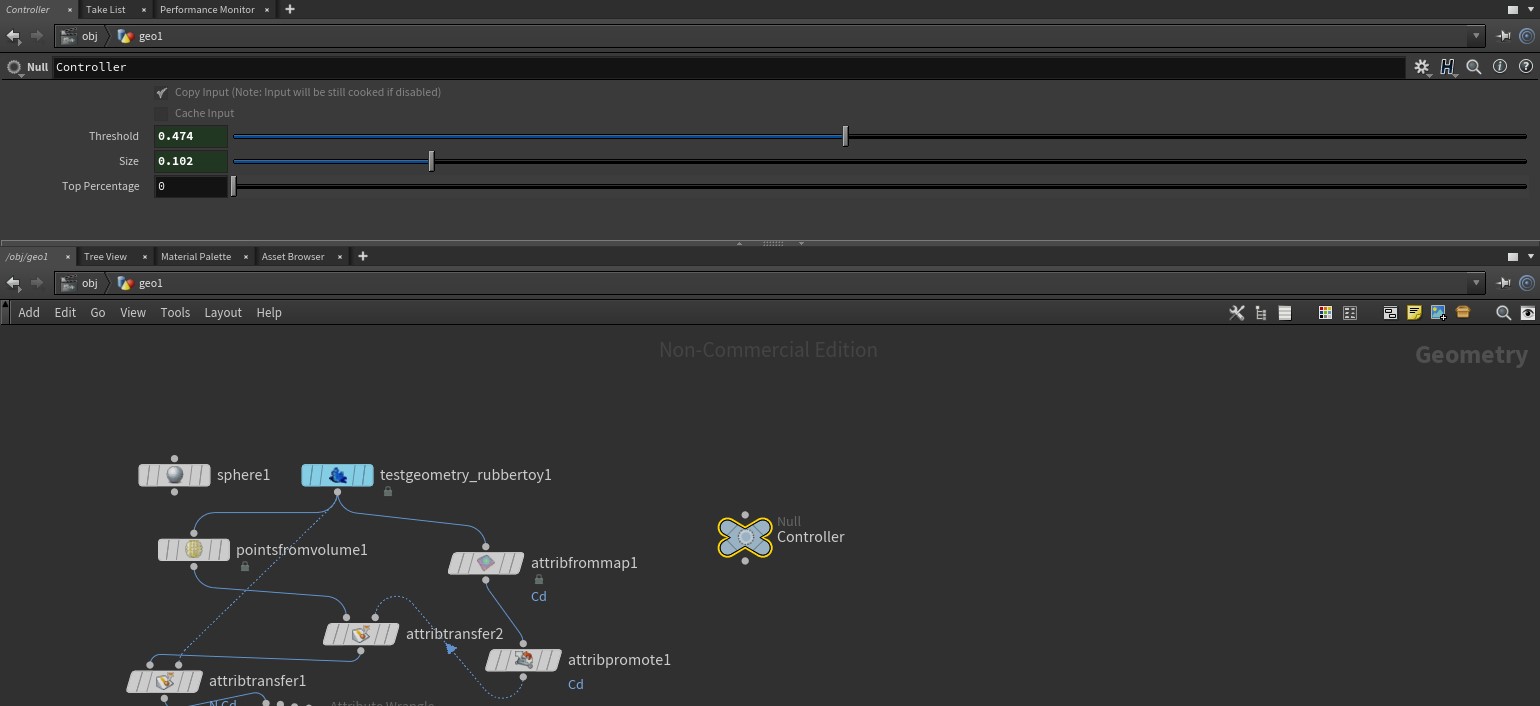 Controller Take List Performance Monitor
obj geo1
Null Controller
Copy Input (Note: Input will be still cooked if disabled)
Cache Input
Threshold 0.474
Size 0.102
Top Percentage 0
/obj/geo1 Tree View Material Palette Asset Browser
obj geo1
Add Edit Go View Tools Layout Help
Non-Commercial Edition
Geometry
sphere1
testgeometry_rubbertoy1
Null
Controller
pointsfromvolume1
attribfrommap1
Cd
attribtransfer2
attribpromote1
Cd
attribtransfer1
N Cd
Attribute Wrangle